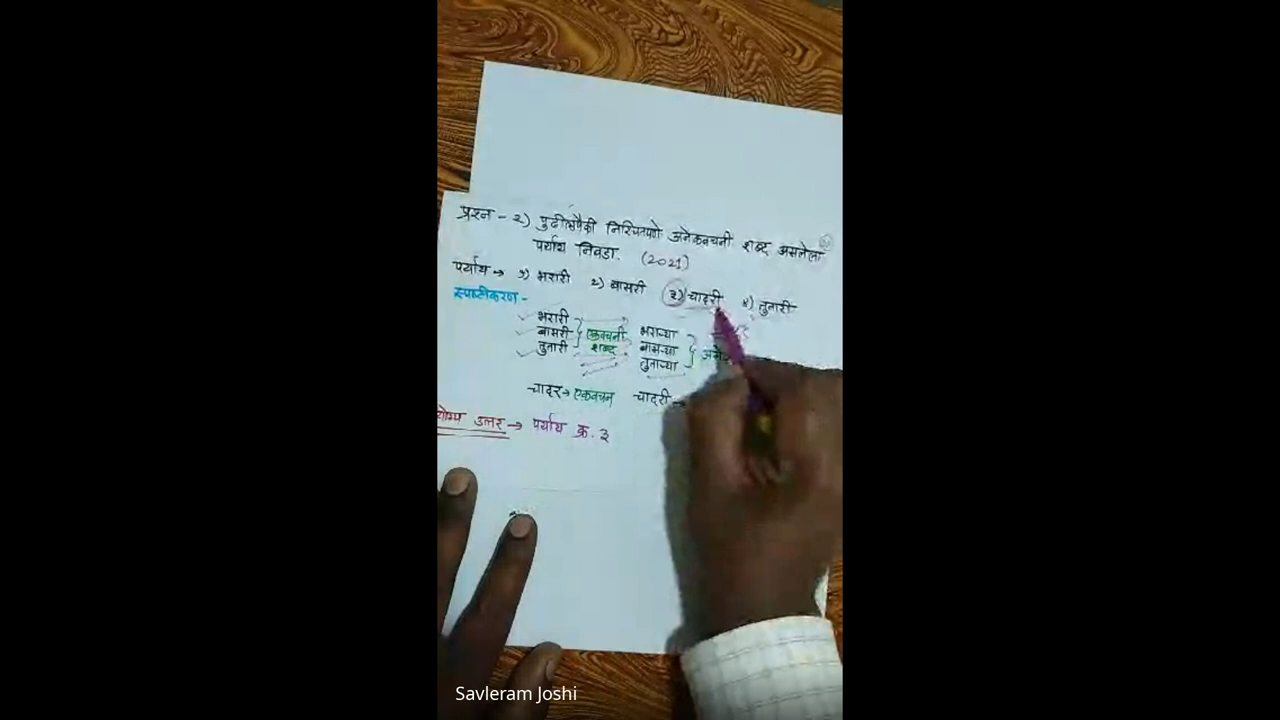 प्रश्न - २) पुढीलपैकी निश्चितपणे अनेकवचनी शब्द असलेला
पर्याय निवडा. (2021)
पर्याय → १) भरारी २) बासरी ३) चादरी ४) तुतारी
स्पष्टीकरण -
भरारी
बासरी
तुतारी
एकवचनी
शब्द
भराऱ्या
बासऱ्या
तुताऱ्या
चादर → एकवचन चादरी →
योग्य उत्तर → पर्याय क्र. ३
Savleram Joshi